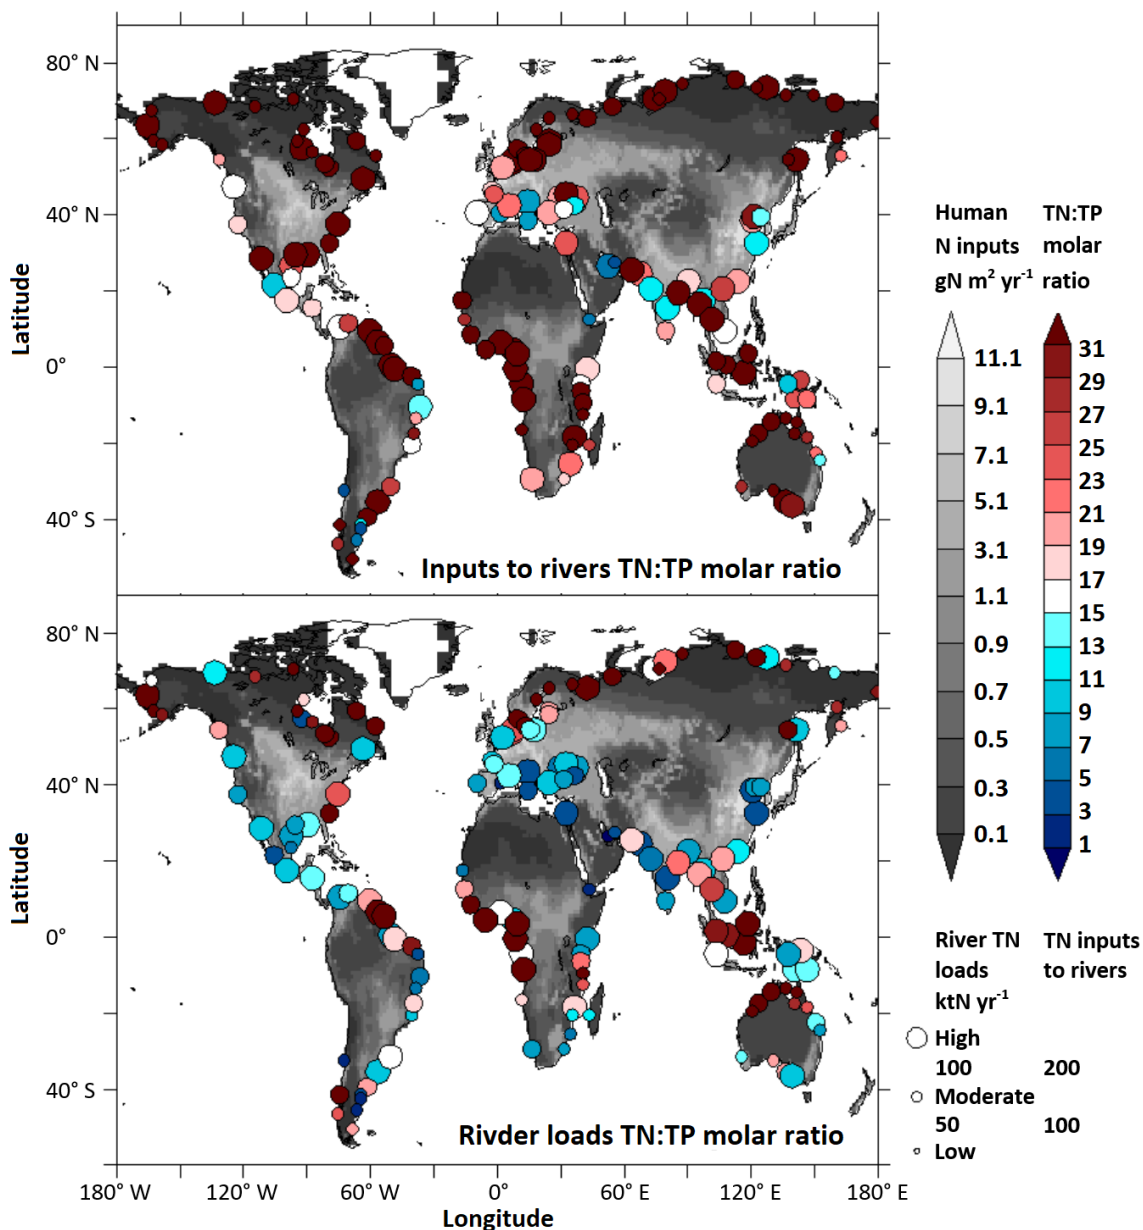 80° N
40° N
0°
40° S
Latitude
Inputs to rivers TN:TP molar ratio
80° N
40° N
0°
40° S
Latitude
Rivder loads TN:TP molar ratio
180° W
120° W
60° W
0°
60° E
120° E
180° E
Longitude
Human
N inputs
gN m² yr⁻¹
TN:TP
molar
ratio
11.1
9.1
7.1
5.1
3.1
1.1
0.9
0.7
0.5
0.3
0.1
31
29
27
25
23
21
19
17
15
13
11
9
7
5
3
1
River TN
loads
ktN yr⁻¹
TN inputs
to rivers
High
100 200
Moderate
50 100
Low